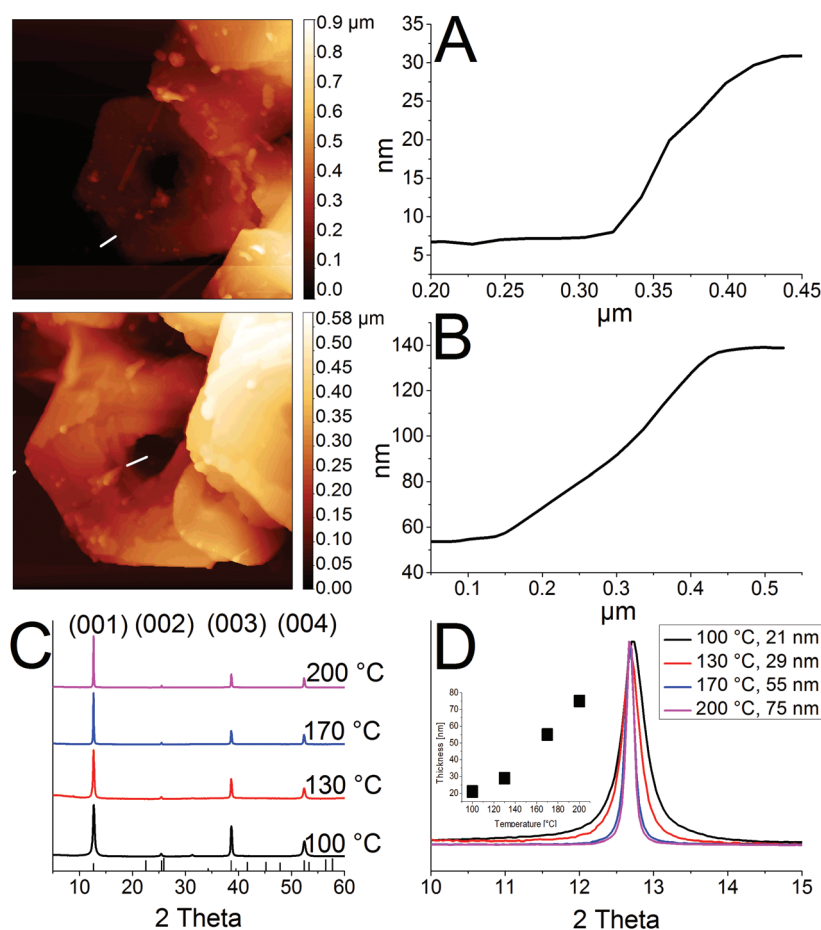 0.9 µm
0.8
0.7
0.6
0.5
0.4
0.3
0.2
0.1
0.0
A
35
30
25
20
15
10
5
nm
0.20 0.25 0.30 0.35 0.40 0.45
µm
0.58 µm
0.50
0.45
0.40
0.35
0.30
0.25
0.20
0.15
0.10
0.05
0.00
B
140
120
100
80
60
40
nm
0.1 0.2 0.3 0.4 0.5
µm
C
(001) (002) (003) (004)
200 °C
170 °C
130 °C
100 °C
10 20 30 40 50 60
2 Theta
D
100 °C, 21 nm
130 °C, 29 nm
170 °C, 55 nm
200 °C, 75 nm
80
70
60
50
40
30
20
Thickness [nm]
100 120 140 160 180 200
Temperature [°C]
10 11 12 13 14 15
2 Theta